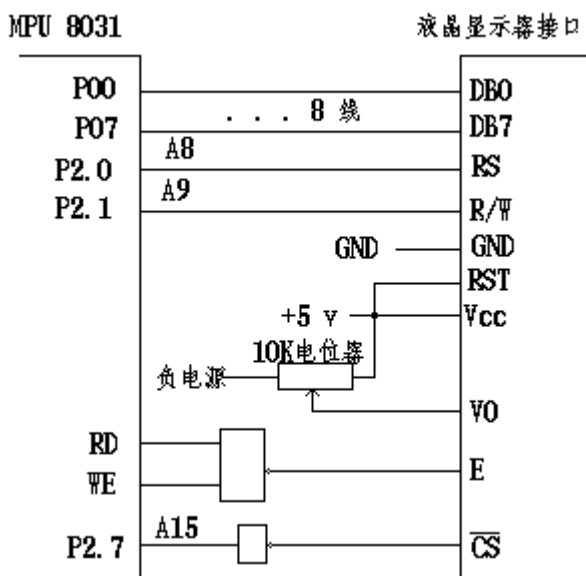 MPU 8031 液晶显示器接口
P00 DB0
. . . 8 线
P07 DB7
A8
P2.0 RS
A9
P2.1 R/W
GND GND
RST
+5 v Vcc
10K电位器
负电源
VO
RD
E
WE
A15
P2.7 CS